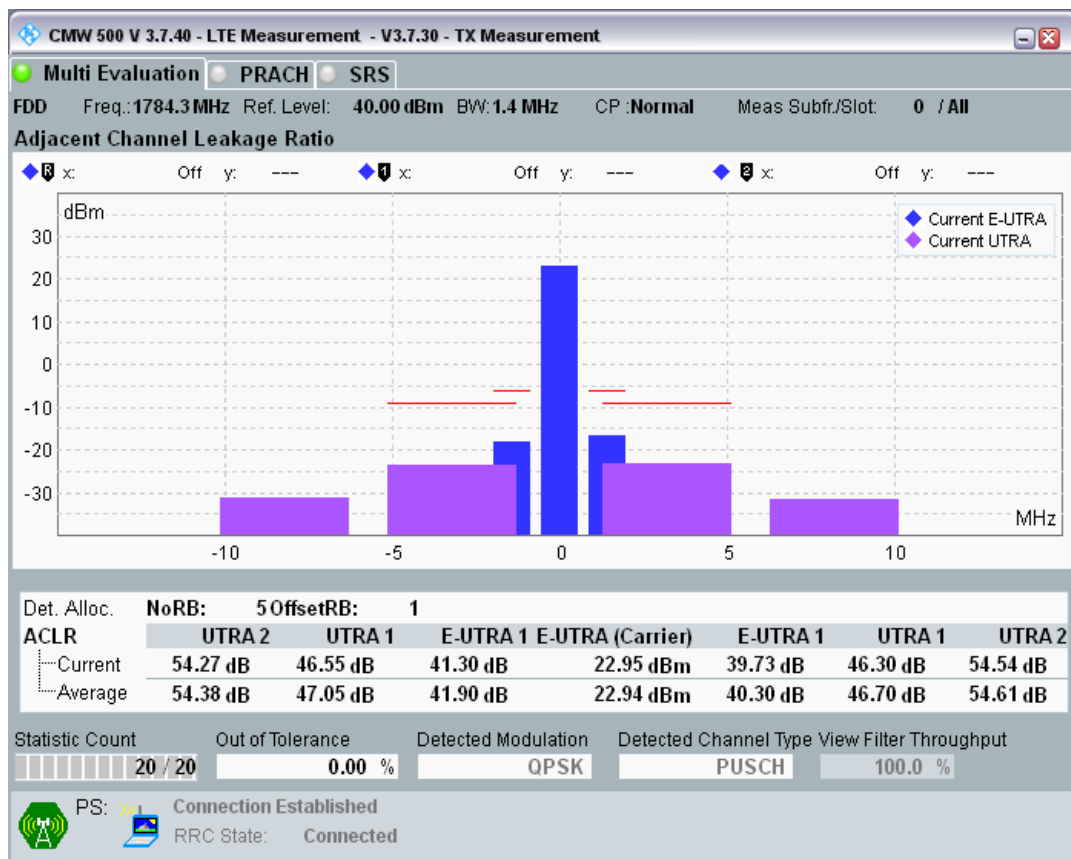 CMW 500 V 3.7.40 - LTE Measurement - V3.7.30 - TX Measurement
Multi Evaluation PRACH SRS
FDD Freq.:1784.3 MHz Ref. Level: 40.00 dBm BW:1.4 MHz CP :Normal Meas Subfr./Slot: 0 / All
Adjacent Channel Leakage Ratio
R x: Off y: --- 1 x: Off y: --- 2 x: Off y: ---
dBm
Current E-UTRA
Current UTRA
30
20
10
0
-10
-20
-30
MHz
-10 -5 0 5 10
Det. Alloc. NoRB: 5 OffsetRB: 1
ACLR UTRA 2 UTRA 1 E-UTRA 1 E-UTRA (Carrier) E-UTRA 1 UTRA 1 UTRA 2
Current 54.27 dB 46.55 dB 41.30 dB 22.95 dBm 39.73 dB 46.30 dB 54.54 dB
Average 54.38 dB 47.05 dB 41.90 dB 22.94 dBm 40.30 dB 46.70 dB 54.61 dB
Statistic Count Out of Tolerance Detected Modulation Detected Channel Type View Filter Throughput
20 / 20 0.00 % QPSK PUSCH 100.0 %
PS: Connection Established
RRC State: Connected